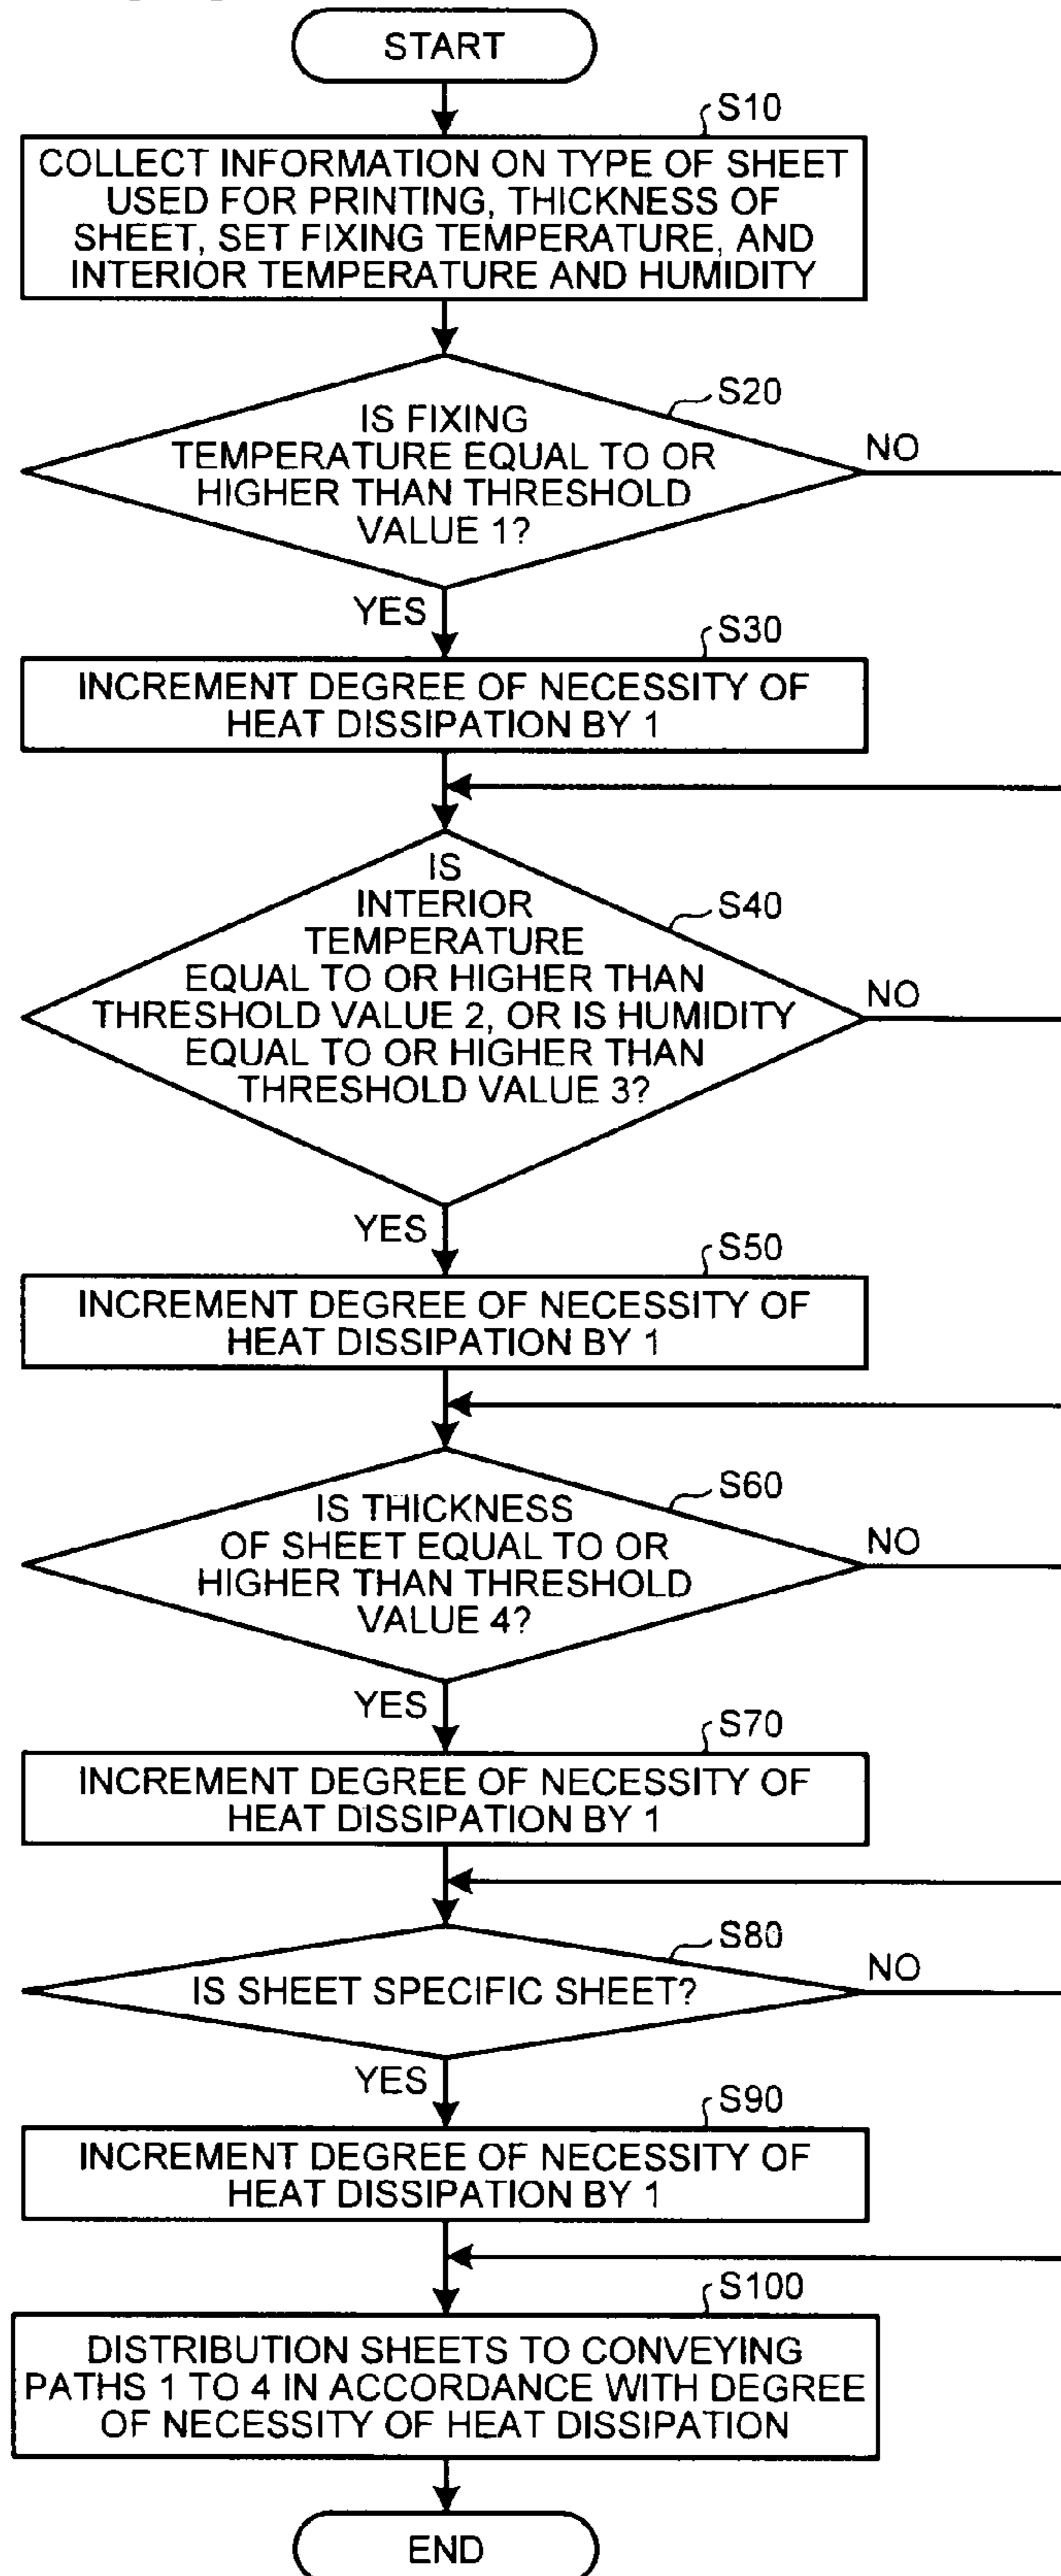 START
S10
COLLECT INFORMATION ON TYPE OF SHEET
USED FOR PRINTING, THICKNESS OF
SHEET, SET FIXING TEMPERATURE, AND
INTERIOR TEMPERATURE AND HUMIDITY
S20
IS FIXING
TEMPERATURE EQUAL TO OR
HIGHER THAN THRESHOLD
VALUE 1?
NO
YES
S30
INCREMENT DEGREE OF NECESSITY OF
HEAT DISSIPATION BY 1
S40
IS
INTERIOR
TEMPERATURE
EQUAL TO OR HIGHER THAN
THRESHOLD VALUE 2, OR IS HUMIDITY
EQUAL TO OR HIGHER THAN
THRESHOLD VALUE 3?
NO
YES
S50
INCREMENT DEGREE OF NECESSITY OF
HEAT DISSIPATION BY 1
S60
IS THICKNESS
OF SHEET EQUAL TO OR
HIGHER THAN THRESHOLD
VALUE 4?
NO
YES
S70
INCREMENT DEGREE OF NECESSITY OF
HEAT DISSIPATION BY 1
S80
IS SHEET SPECIFIC SHEET?
NO
YES
S90
INCREMENT DEGREE OF NECESSITY OF
HEAT DISSIPATION BY 1
S100
DISTRIBUTION SHEETS TO CONVEYING
PATHS 1 TO 4 IN ACCORDANCE WITH DEGREE
OF NECESSITY OF HEAT DISSIPATION
END